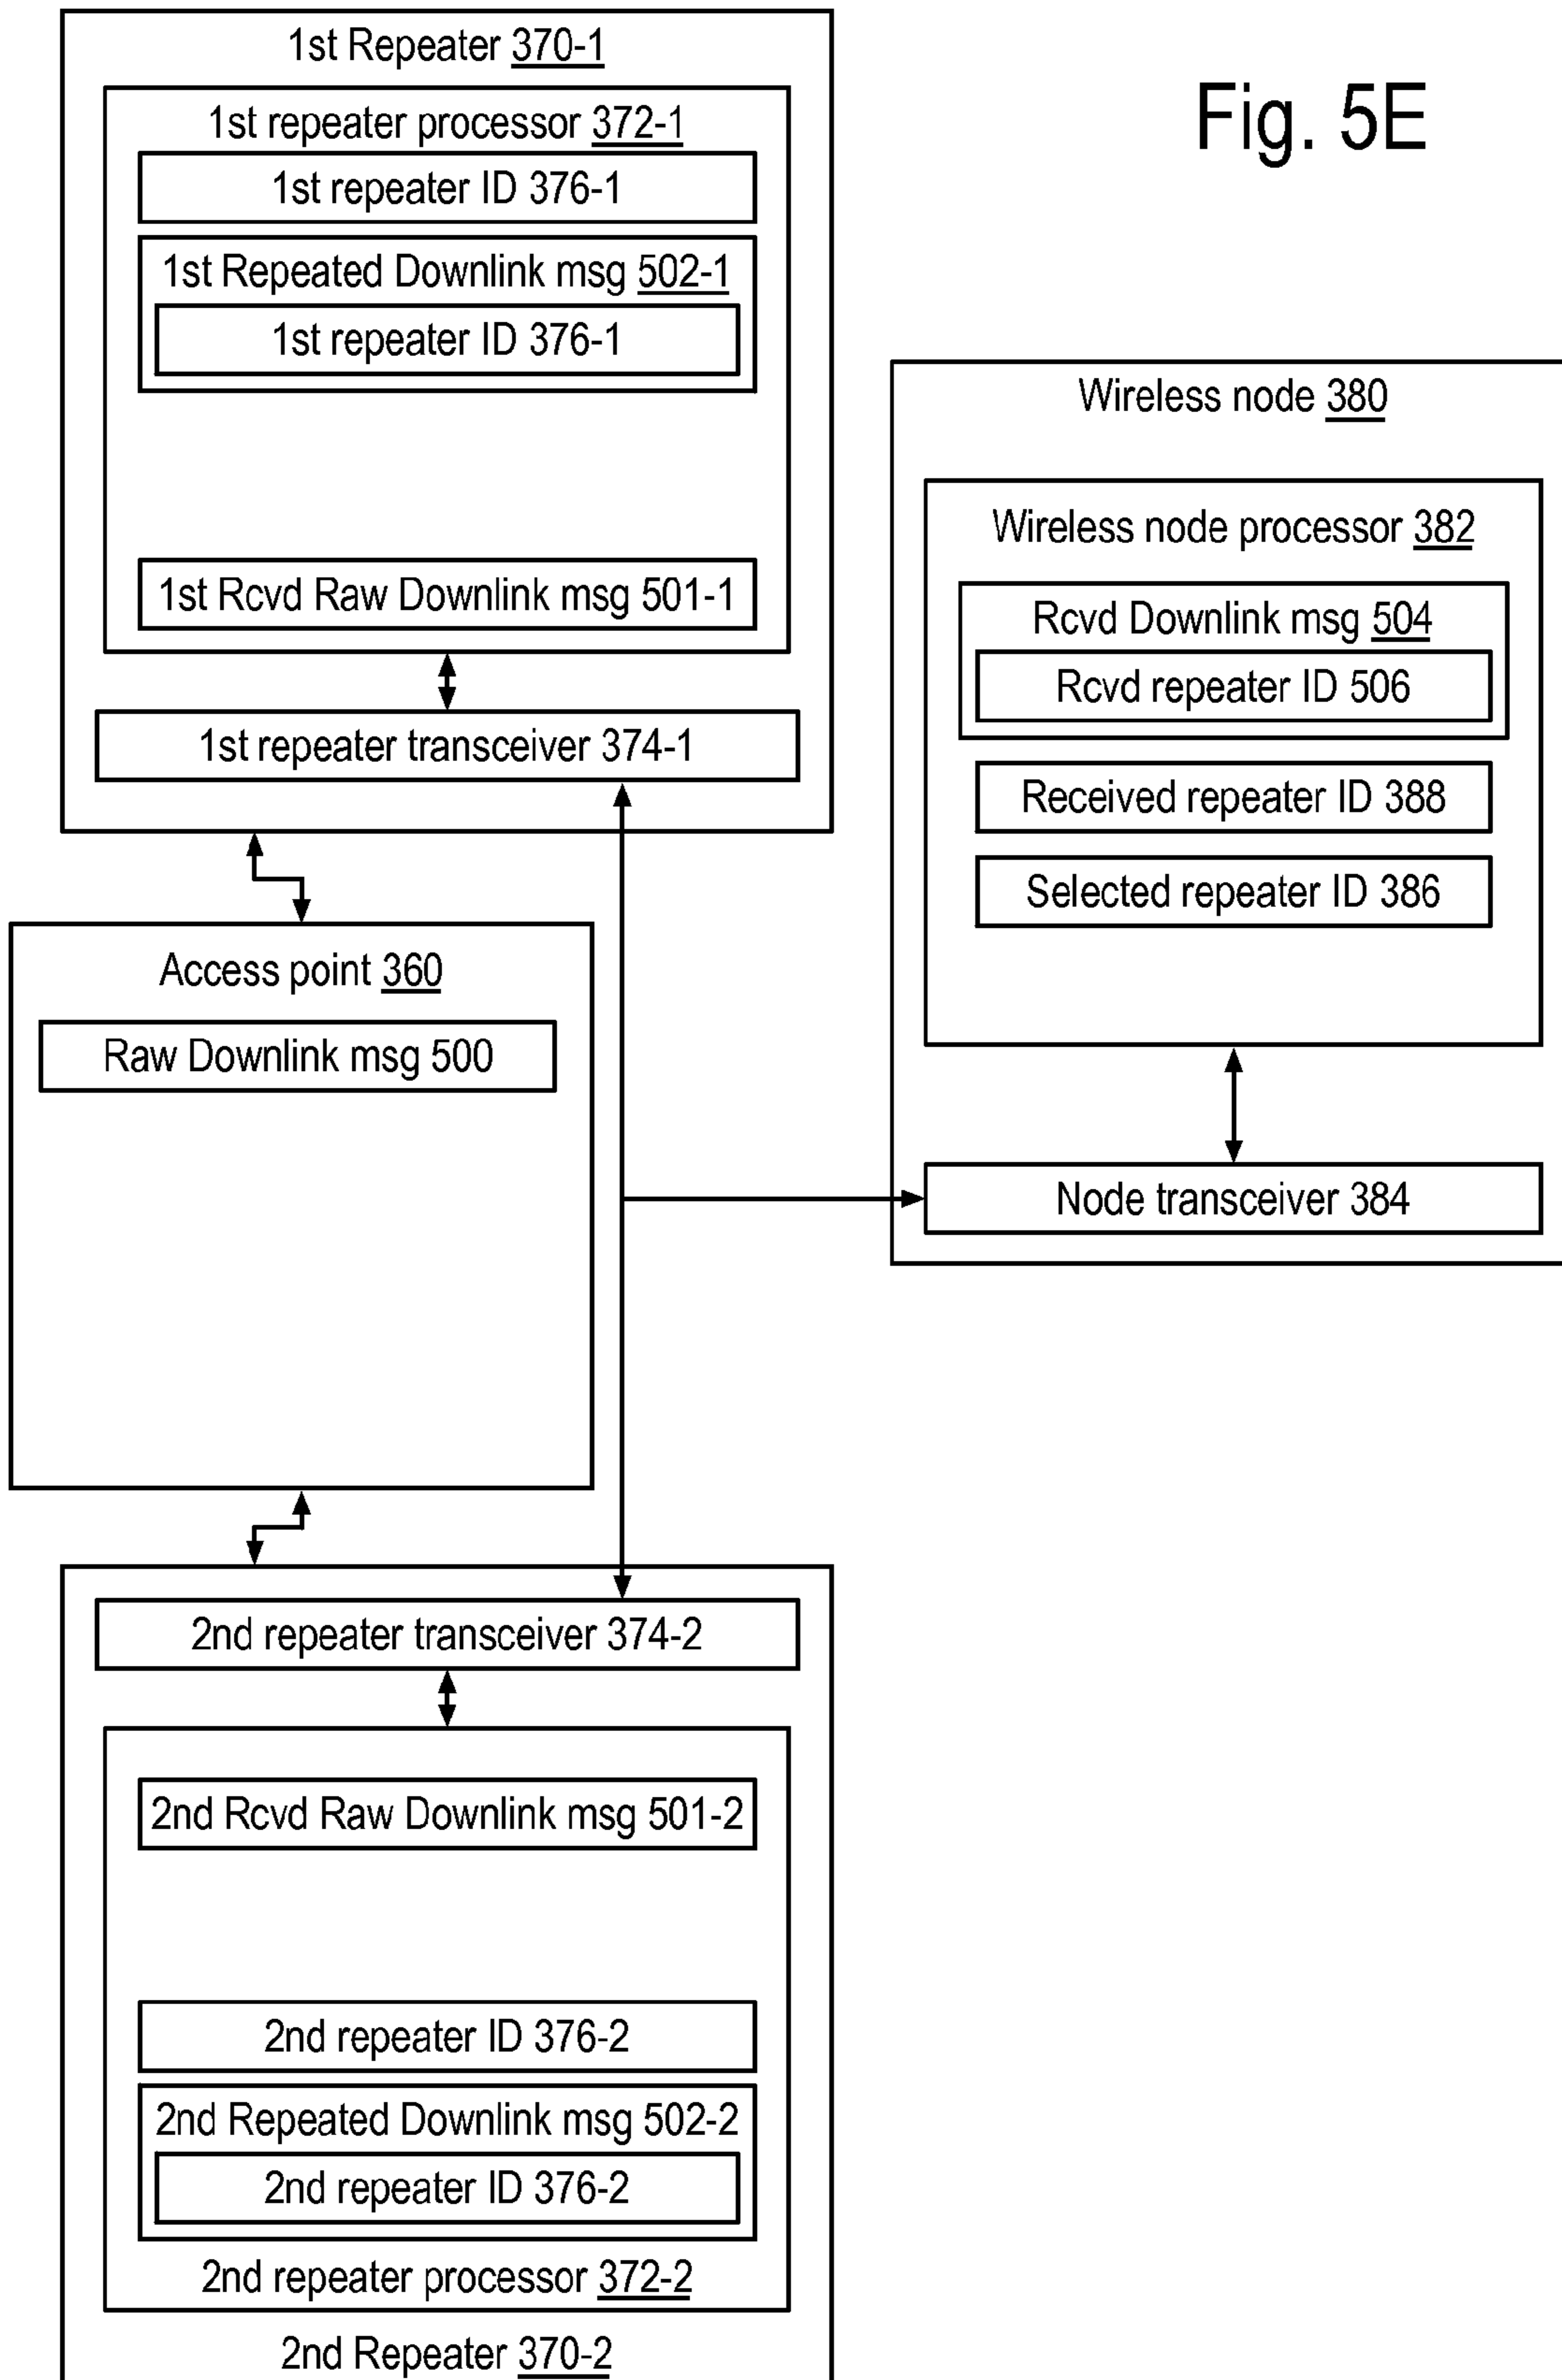 1st Repeater 370-1
1st repeater processor 372-1
1st repeater ID 376-1
1st Repeated Downlink msg 502-1
1st repeater ID 376-1
1st Rcvd Raw Downlink msg 501-1
1st repeater transceiver 374-1
Fig. 5E
Wireless node 380
Wireless node processor 382
Rcvd Downlink msg 504
Rcvd repeater ID 506
Received repeater ID 388
Selected repeater ID 386
Node transceiver 384
Access point 360
Raw Downlink msg 500
2nd repeater transceiver 374-2
2nd Rcvd Raw Downlink msg 501-2
2nd repeater ID 376-2
2nd Repeated Downlink msg 502-2
2nd repeater ID 376-2
2nd repeater processor 372-2
2nd Repeater 370-2